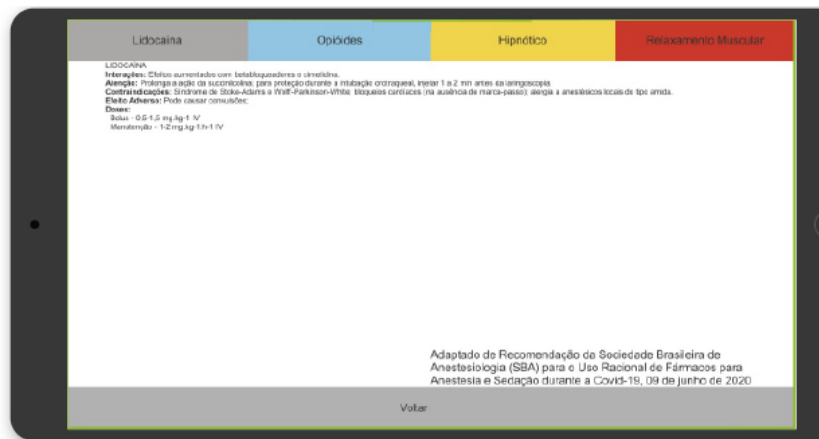 Lidocaína
Opióides
Hipnótico
Relaxamento Muscular
LIDOCAÍNA
Interações: Efeitos aumentados com betabloqueadores e cimetidina.
Atenção: Prolonga a ação da succinilcolina; para proteção durante a intubação orotraqueal, injetar 1 a 2 min antes da laringoscopia
Contraindicações: Síndrome de Stoke-Adams e Wolff-Parkinson-White; bloqueios cardíacos (na ausência de marca-passo); alergia a anestésicos locais do tipo amida.
Efeito Adverso: Pode causar convulsões;
Doses:
Bolus - 0,5-1,5 mg.kg-1 IV
Manutenção - 1-2 mg.kg-1.h-1 IV
Adaptado de Recomendação da Sociedade Brasileira de
Anestesiologia (SBA) para o Uso Racional de Fármacos para
Anestesia e Sedação durante a Covid-19, 09 de junho de 2020
Voltar